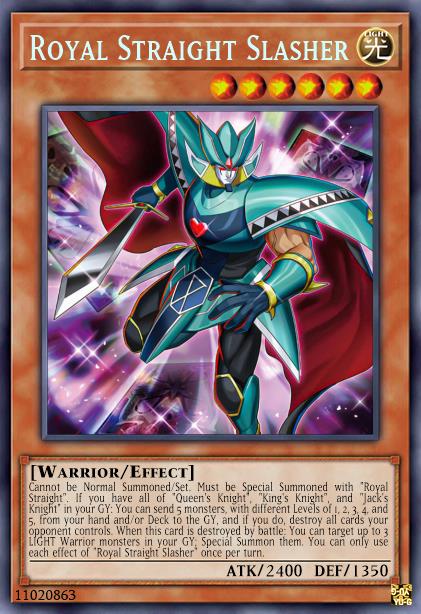 ROYAL STRAIGHT SLASHER
LIGHT
光
[WARRIOR/EFFECT]
Cannot be Normal Summoned/Set. Must be Special Summoned with "Royal
Straight". If you have all of "Queen's Knight", "King's Knight", and "Jack's
Knight" in your GY: You can send 5 monsters, with different Levels of 1, 2, 3, 4, and
5, from your hand and/or Deck to the GY, and if you do, destroy all cards your
opponent controls. When this card is destroyed by battle: You can target up to 3
LIGHT Warrior monsters in your GY; Special Summon them. You can only use
each effect of "Royal Straight Slasher" once per turn.
ATK/2400 DEF/1350
11020863